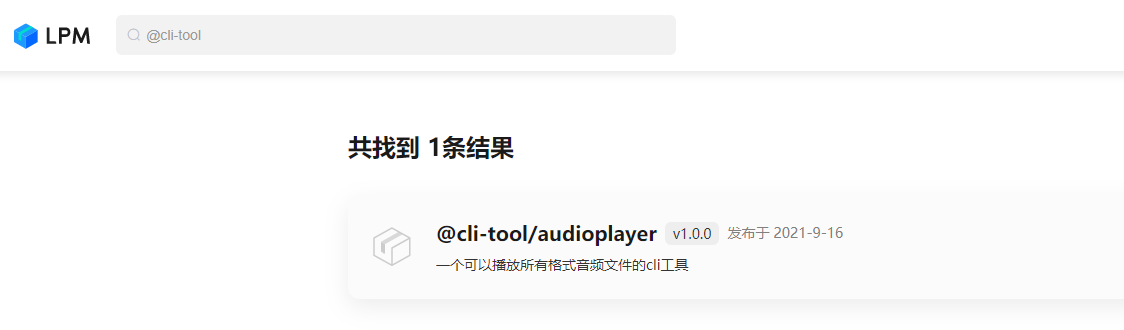 LPM
@cli-tool
共找到 1条结果
@cli-tool/audioplayer v1.0.0 发布于 2021-9-16
一个可以播放所有格式音频文件的cli工具